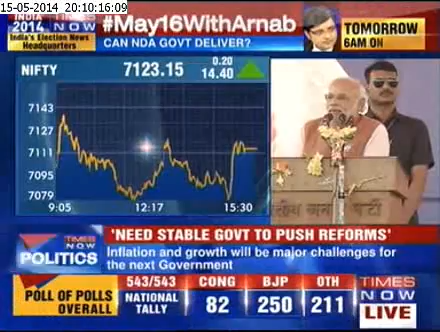 15-05-2014 20:10:16:09
INDIA
2014 TIMES NOW
India's Election News
Headquarters
#May16WithArnab
CAN NDA GOVT DELIVER?
TOMORROW
6AM ON
NIFTY 7123.15 0.20
14.40
7143
7127
7111
7095
7079
9:05 12:17 15:30
TIMES NOW
POLITICS
'NEED STABLE GOVT TO PUSH REFORMS'
Inflation and growth will be major challenges for
the next Government
POLL OF POLLS
OVERALL
543/543
NATIONAL
TALLY
CONG BJP OTH
82 250 211
TIMES
NOW
LIVE